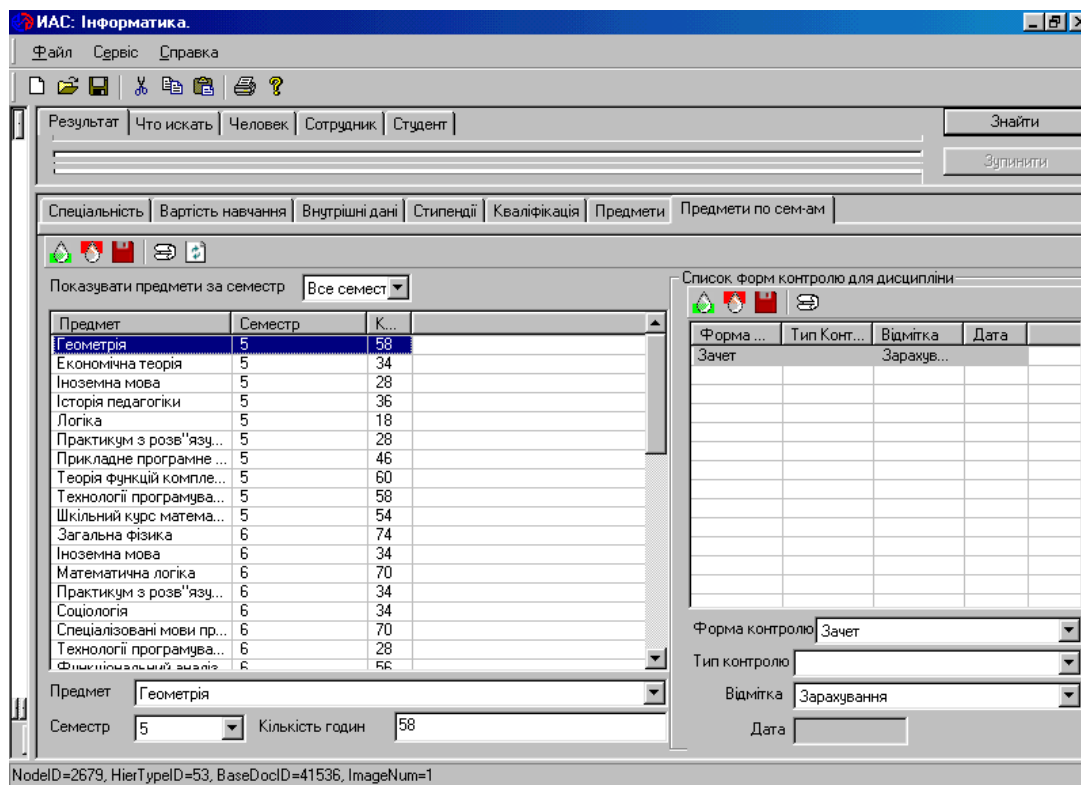 ИАС: Інформатика.
Файл Сервіс Справка
Результат Что искать Человек Сотрудник Студент Знайти
Зупинити
Спеціальність Вартість навчання Внутрішні дані Стипендії Кваліфікація Предмети Предмети по сем-ам
Показувати предмети за семестр Все семест
Список форм контролю для дисципліни
Предмет Семестр К...
Форма ... Тип Конт... Відмітка Дата
Геометрія 5 58
Зачет Зарахув...
Економічна теорія 5 34
Іноземна мова 5 28
Історія педагогіки 5 36
Логіка 5 18
Практикум з розв"язу... 5 28
Прикладне програмне ... 5 46
Теорія функцій компле... 5 60
Технології програмува... 5 58
Шкільний курс матема... 5 54
Загальна фізика 6 74
Іноземна мова 6 34
Математична логіка 6 70
Практикум з розв"язу... 6 34
Соціологія 6 34
Спеціалізовані мови пр... 6 70
Технології програмува... 6 28
Функціональний аналіз 6 56
Форма контролю Зачет
Тип контролю
Предмет Геометрія
Відмітка Зарахування
Семестр 5 Кількість годин 58
Дата
NodeID=2679, HierTypeID=53, BaseDocID=41536, ImageNum=1